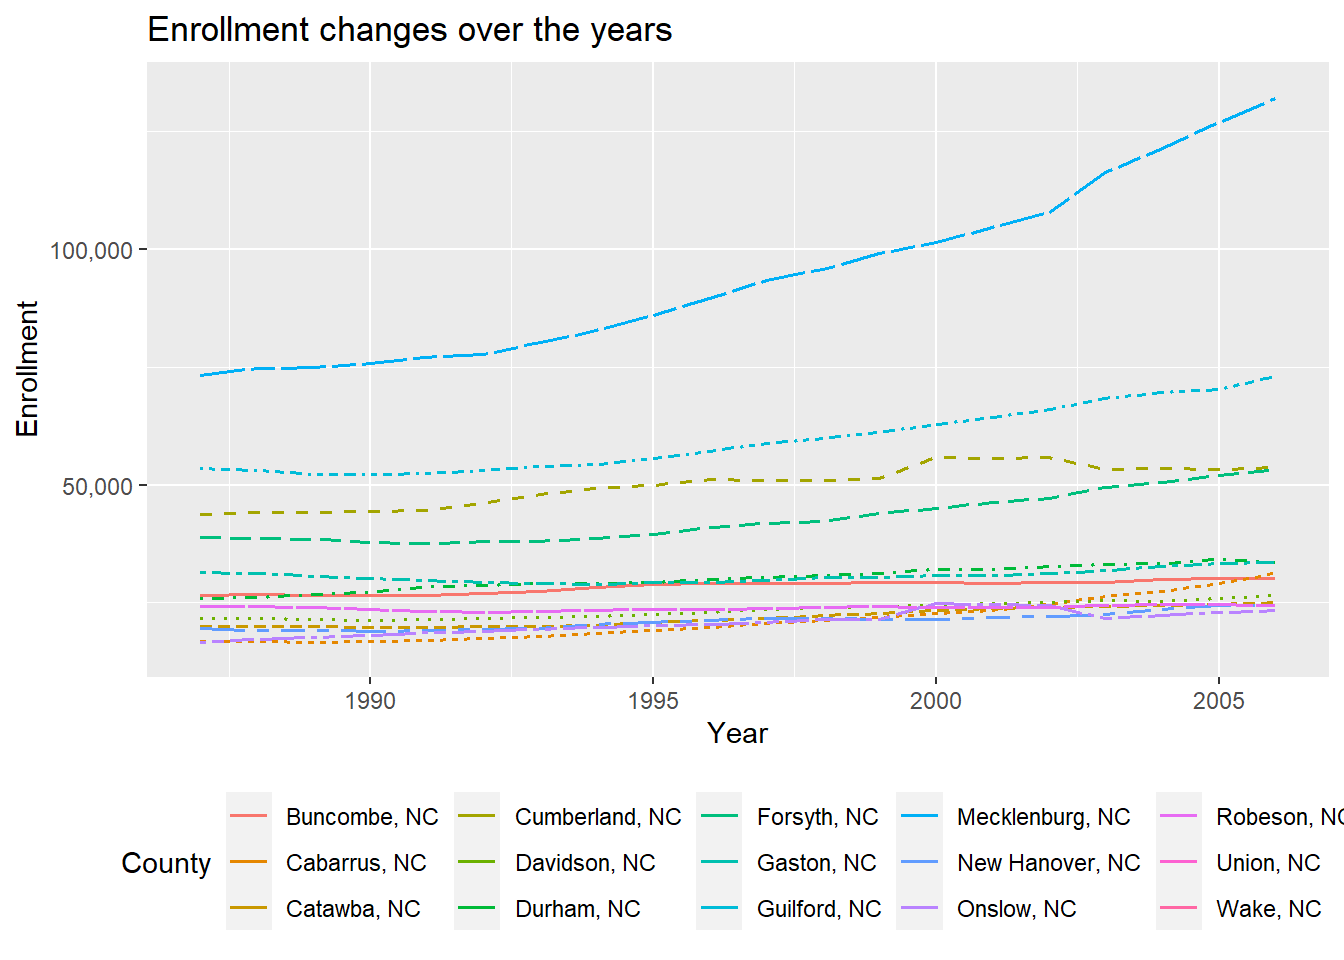 Enrollment changes over the years
100,000
50,000
Enrollment
1990 1995 2000 2005
Year
County
Buncombe, NC Cumberland, NC Forsyth, NC Mecklenburg, NC Robeson, NC
Cabarrus, NC Davidson, NC Gaston, NC New Hanover, NC Union, NC
Catawba, NC Durham, NC Guilford, NC Onslow, NC Wake, NC